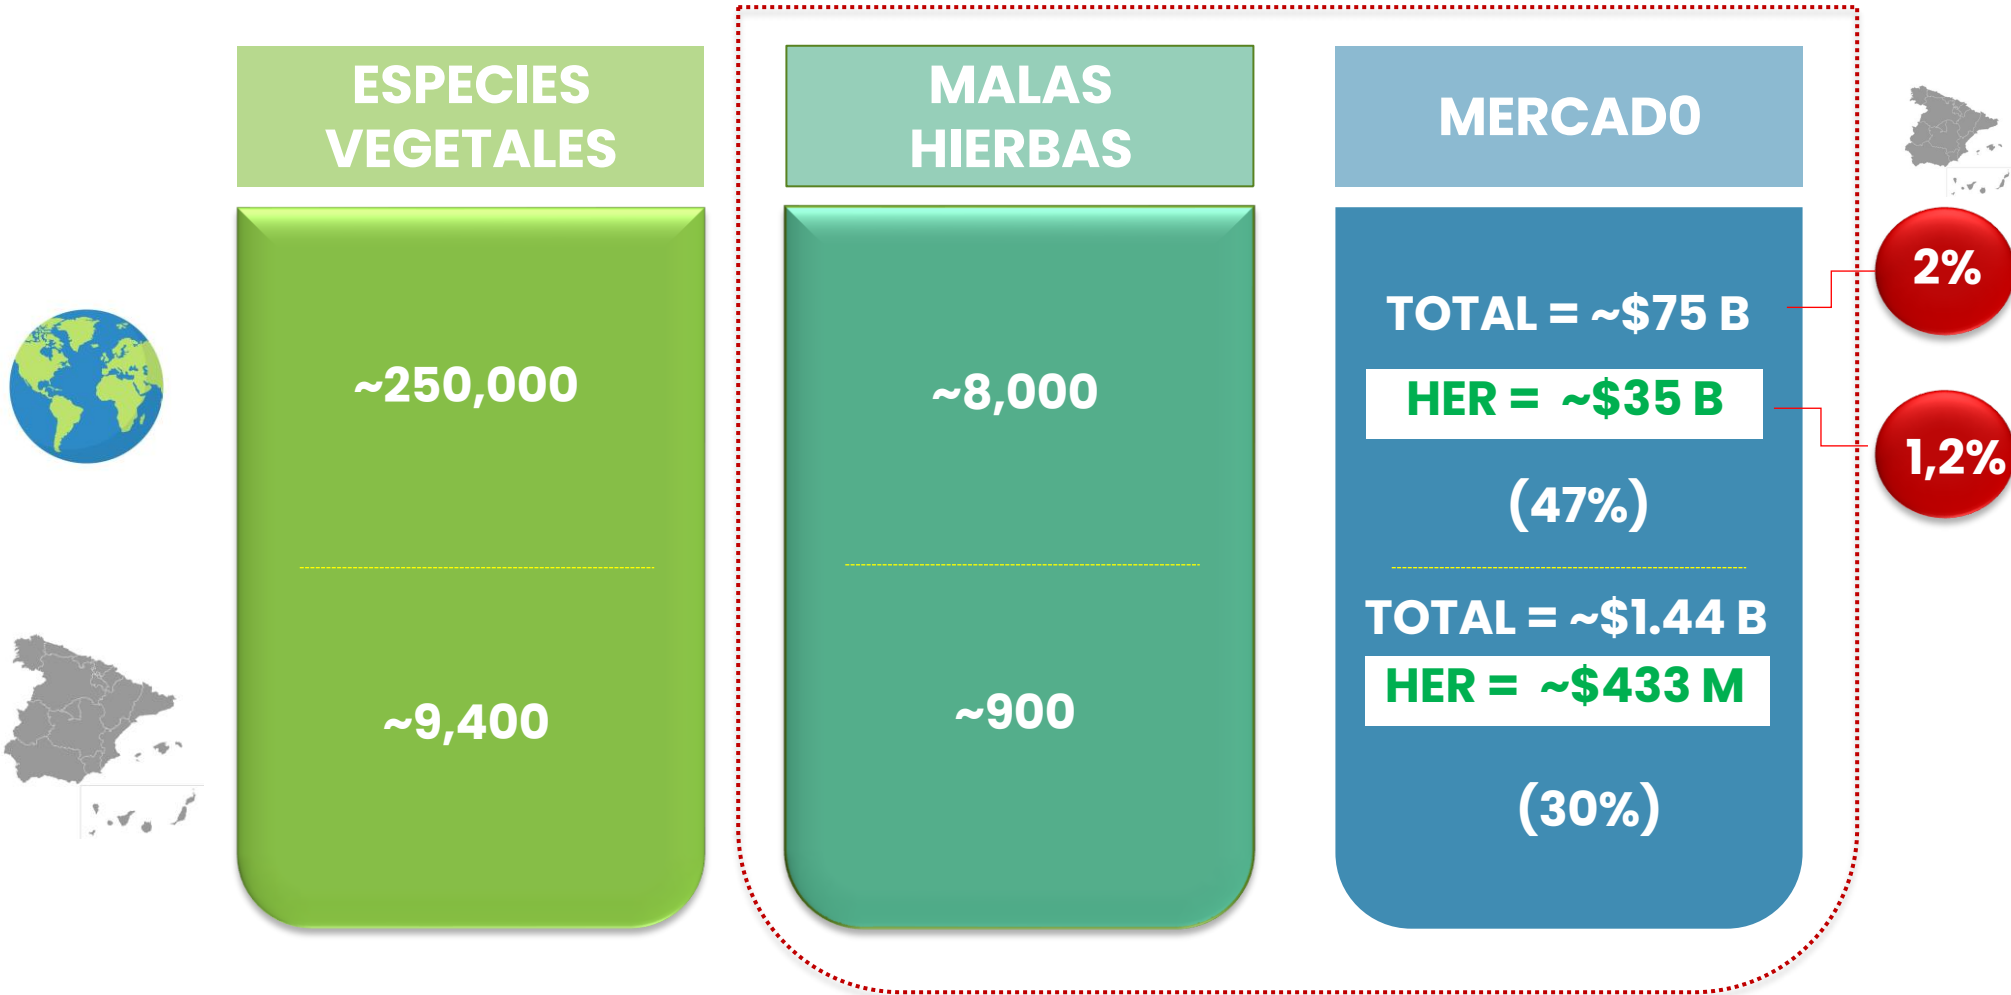 ESPECIES
VEGETALES
~250,000
~9,400
MALAS
HIERBAS
~8,000
~900
MERCAD0
TOTAL = ~$75 B
HER = ~$35 B
(47%)
TOTAL = ~$1.44 B
HER = ~$433 M
(30%)
2%
1,2%